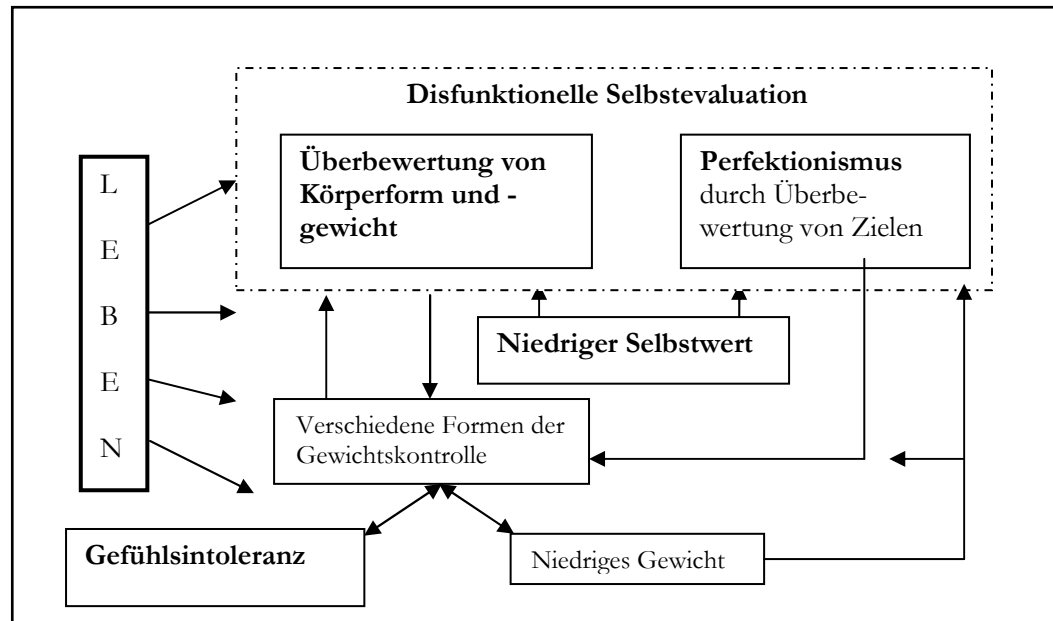 Disfunktionelle Selbstevaluation
L
E
B
E
N
Überbewertung von
Körperform und -
gewicht
Perfektionismus
durch Überbe-
wertung von Zielen
Niedriger Selbstwert
Verschiedene Formen der
Gewichtskontrolle
Gefühlsintoleranz
Niedriges Gewicht